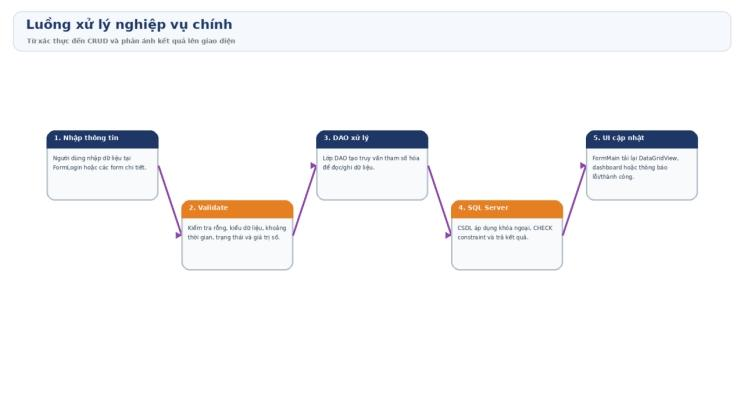 Luồng xử lý nghiệp vụ chính
Từ xác thực đến CRUD và phản ánh kết quả lên giao diện
1. Nhập thông tin
Người dùng nhập dữ liệu tại
FormLogin hoặc các form chi tiết.
2. Validate
Kiểm tra rỗng, kiểu dữ liệu, khoảng
thời gian, trạng thái và giá trị số.
3. DAO xử lý
Lớp DAO tạo truy vấn tham số hóa
để đọc/ghi dữ liệu.
4. SQL Server
CSDL áp dụng khóa ngoại, CHECK
constraint và trả kết quả.
5. UI cập nhật
FormMain tải lại DataGridView,
dashboard hoặc thông báo
lỗi/thành công.